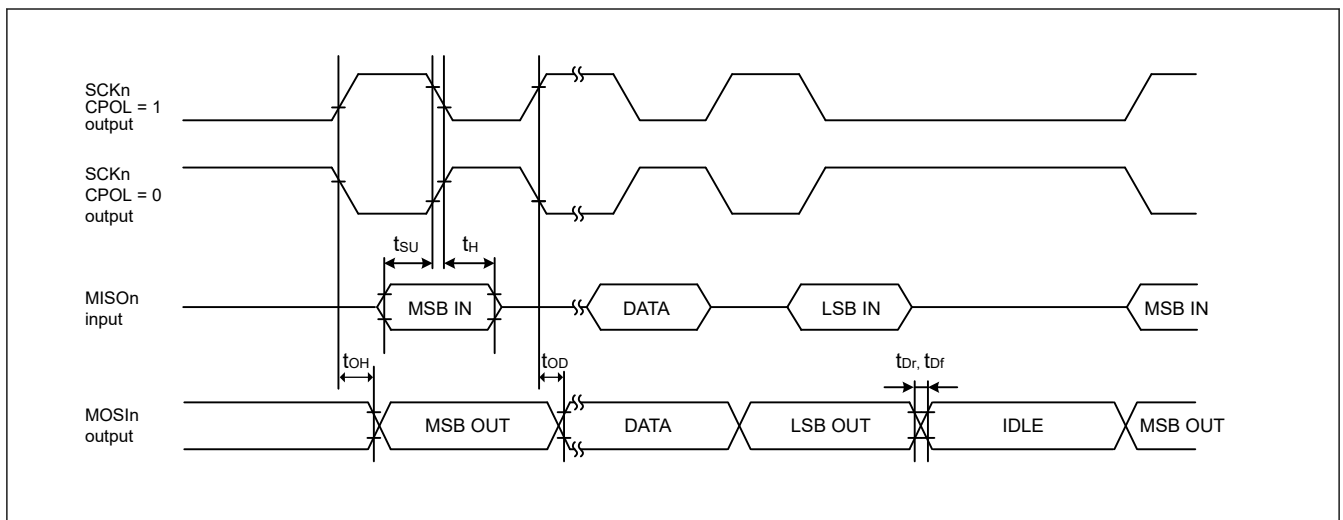 SCKn
CPOL = 1
output
SCKn
CPOL = 0
output
tSU
tH
MISOn
input
MSB IN
DATA
LSB IN
MSB IN
tOH
tOD
tDr, tDf
MOSIn
output
MSB OUT
DATA
LSB OUT
IDLE
MSB OUT